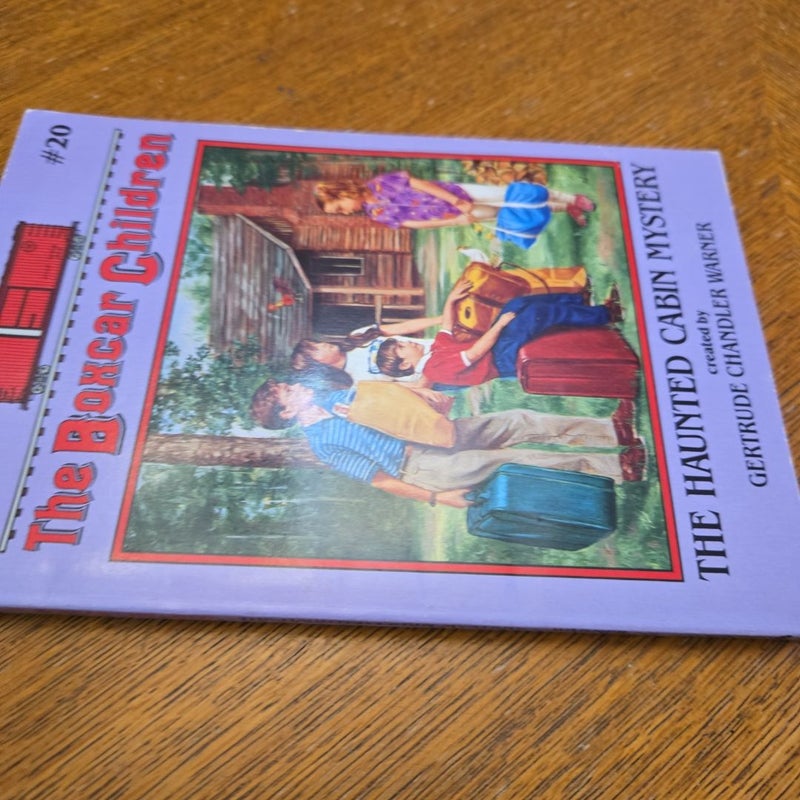 #20
The Boxcar Children
THE HAUNTED CABIN MYSTERY
created by
GERTRUDE CHANDLER WARNER